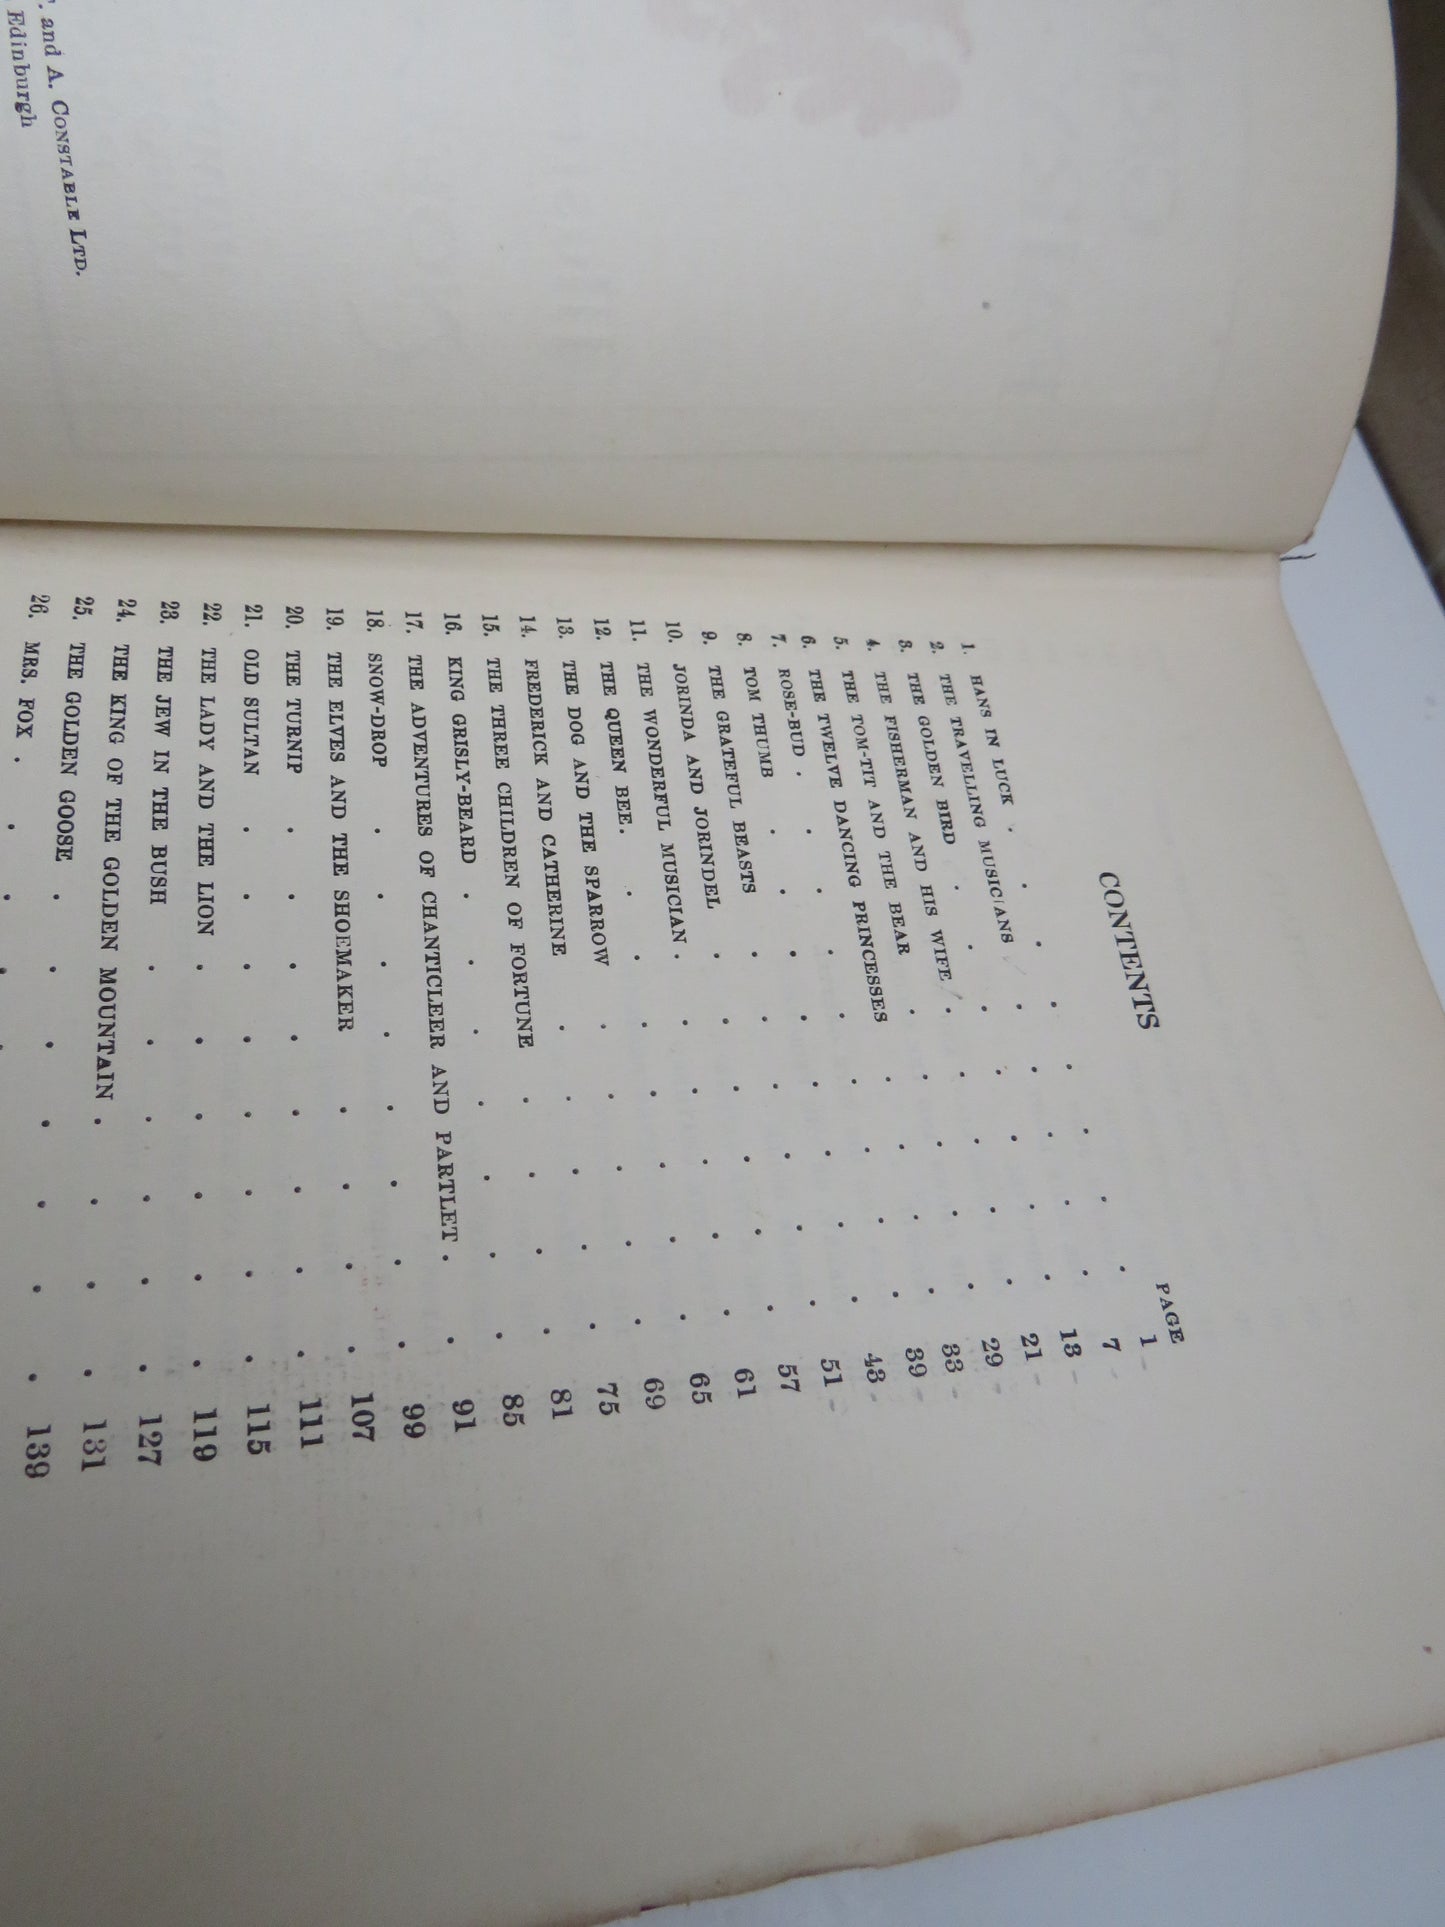 and A. CONSTABLE LTD.
Edinburgh
CONTENTS
PAGE
1. HANS IN LUCK . . . . . . . . 1
2. THE TRAVELLING MUSICIANS . . . . . 7
3. THE GOLDEN BIRD . . . . . . . 13
4. THE FISHERMAN AND HIS WIFE . . . . . 21
5. THE TOM-TIT AND THE BEAR . . . . . 29
6. THE TWELVE DANCING PRINCESSES . . . . 33
7. ROSE-BUD . . . . . . . . 39
8. TOM THUMB . . . . . . . . 43
9. THE GRATEFUL BEASTS . . . . . . 51
10. JORINDA AND JORINDEL . . . . . . 57
11. THE WONDERFUL MUSICIAN . . . . . . 61
12. THE QUEEN BEE . . . . . . . 65
13. THE DOG AND THE SPARROW . . . . . 69
14. FREDERICK AND CATHERINE . . . . . 75
15. THE THREE CHILDREN OF FORTUNE . . . . 81
16. KING GRISLY-BEARD . . . . . . . 85
17. THE ADVENTURES OF CHANTICLEER AND PARTLET . . 91
18. SNOW-DROP . . . . . . . . 99
19. THE ELVES AND THE SHOEMAKER . . . . 107
20. THE TURNIP . . . . . . . . 111
21. OLD SULTAN . . . . . . . . 115
22. THE LADY AND THE LION . . . . . . 119
23. THE JEW IN THE BUSH . . . . . . 127
24. THE KING OF THE GOLDEN MOUNTAIN . . . . 131
25. THE GOLDEN GOOSE . . . . . . . 139
26. MRS. FOX .